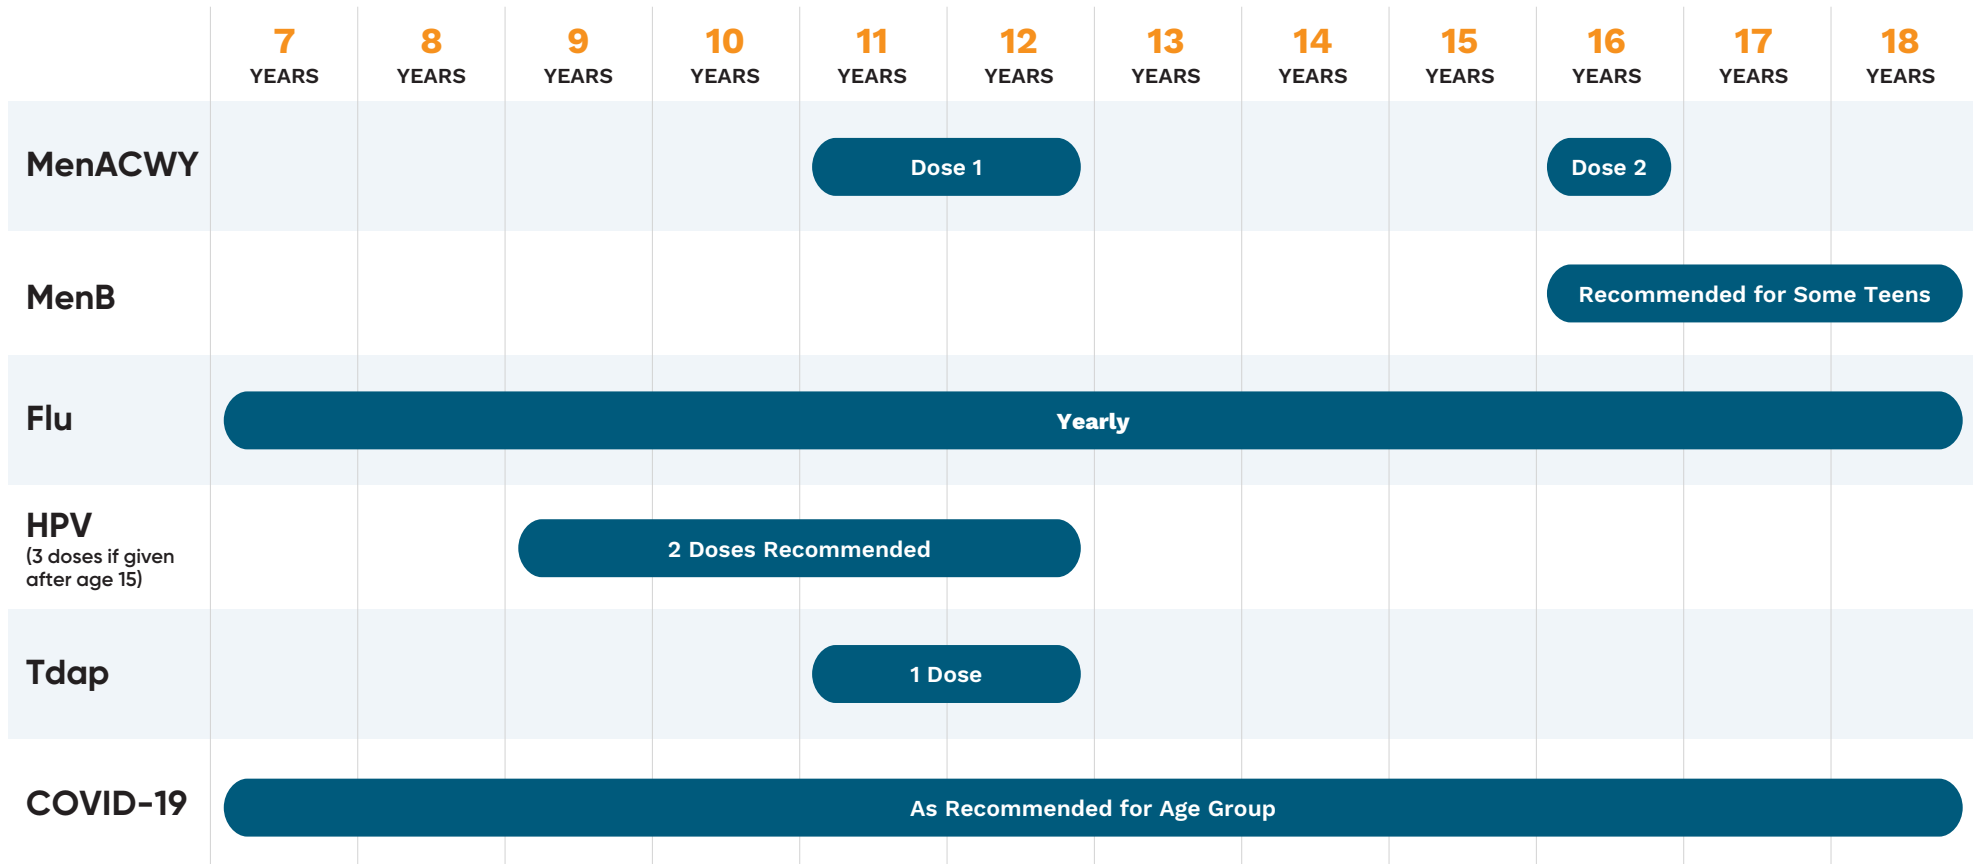 7 8 9 10 11 12 13 14 15 16 17 18
YEARS YEARS YEARS YEARS YEARS YEARS YEARS YEARS YEARS YEARS YEARS YEARS
MenACWY Dose 1 Dose 2
MenB Recommended for Some Teens
Flu Yearly
HPV
(3 doses if given
after age 15)
2 Doses Recommended
Tdap 1 Dose
COVID-19 As Recommended for Age Group